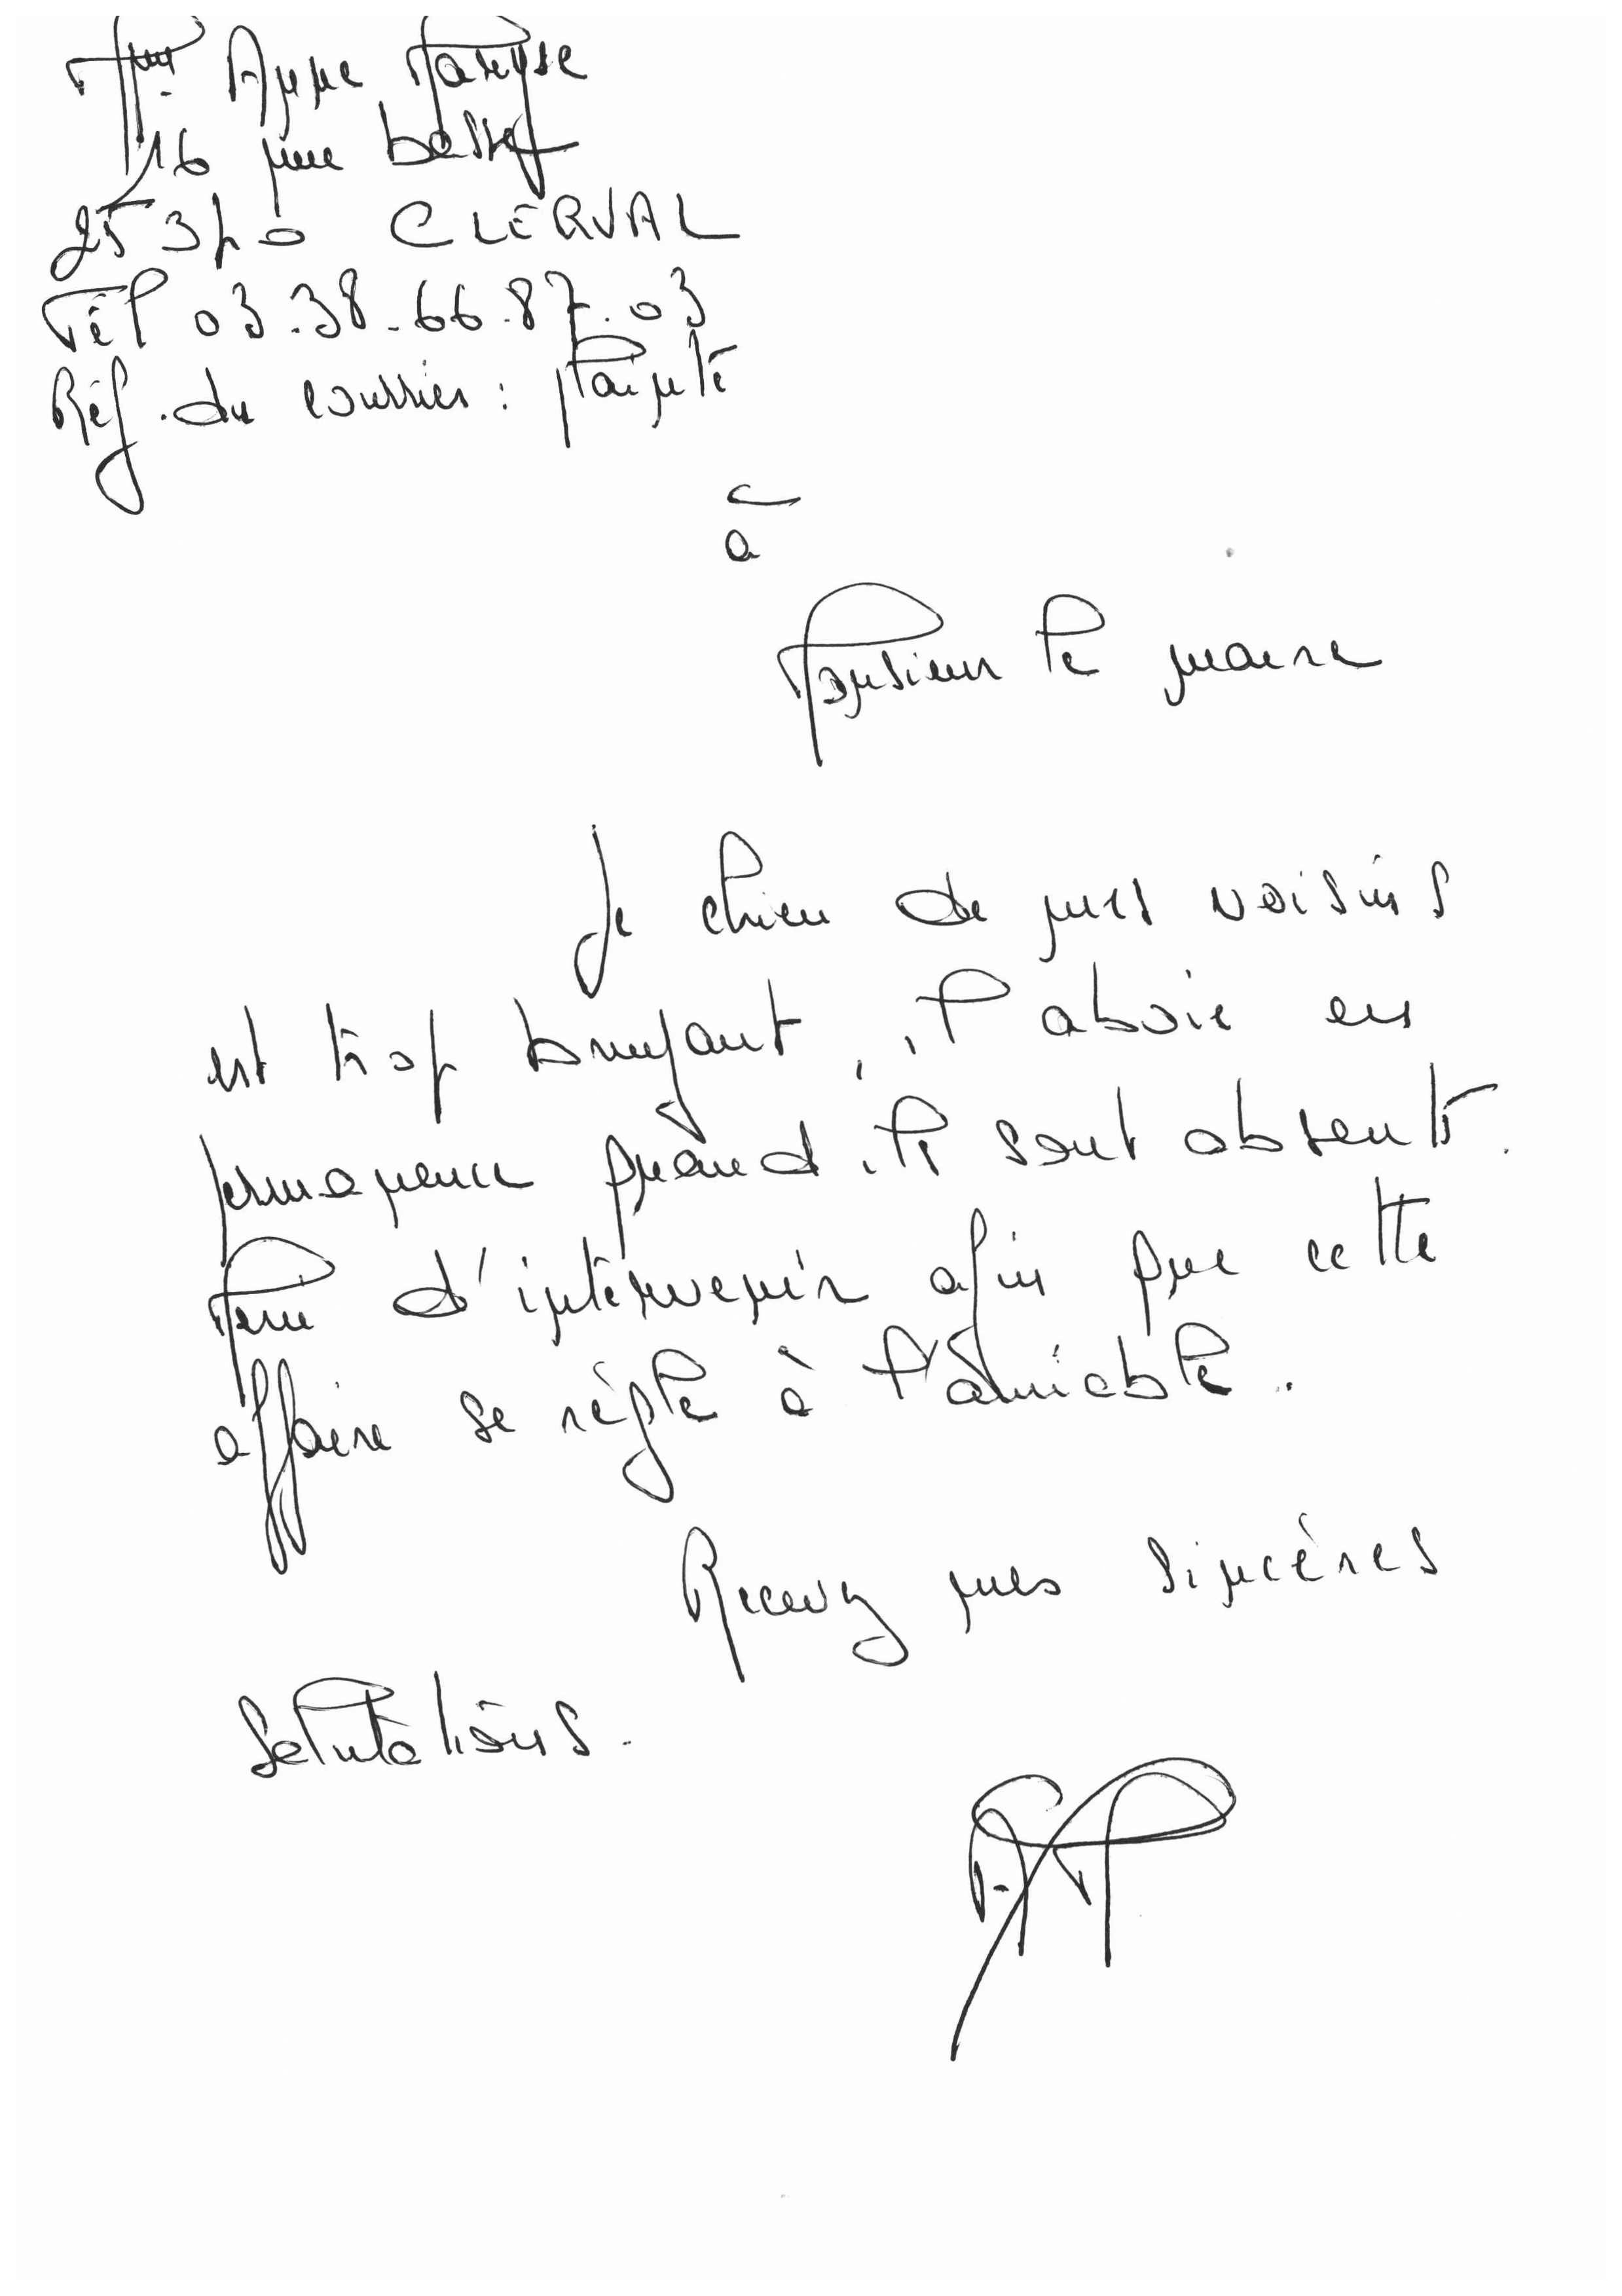 Mme Anne Maryse
16 rue basse
25340 CLERVAL
Tél 03.38.66.87.03
Réf. du courrier: Plainte
à
Monsieur le maire
Le chien de mes voisins
est trop bruyant, il aboie en
permanence quand ils sont absents.
Merci d'intervenir afin que cette
affaire se règle à l'amiable.
Recevez mes sincères
salutations.